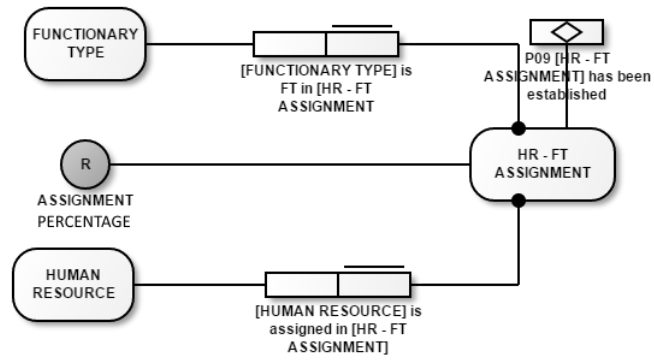 FUNCTIONARY
TYPE
[FUNCTIONARY TYPE] is
FT in [HR - FT
ASSIGNMENT
P09 [HR - FT
ASSIGNMENT] has been
established
HR - FT
ASSIGNMENT
R
ASSIGNMENT
PERCENTAGE
HUMAN
RESOURCE
[HUMAN RESOURCE] is
assigned in [HR - FT
ASSIGNMENT]